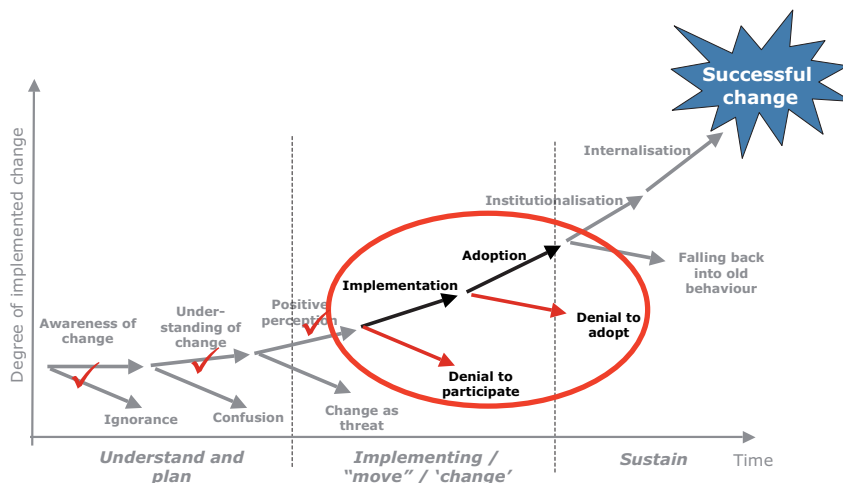 Successful
change
Internalisation
Institutionalisation
Adoption
Falling back
into old
behaviour
Implementation
Denial to
adopt
Positive
perception
Under-
standing of
change
Awareness of
change
Denial to
participate
Change as
threat
Confusion
Ignorance
Degree of implemented change
Understand and
plan
Implementing /
“move” / ‘change’
Sustain
Time